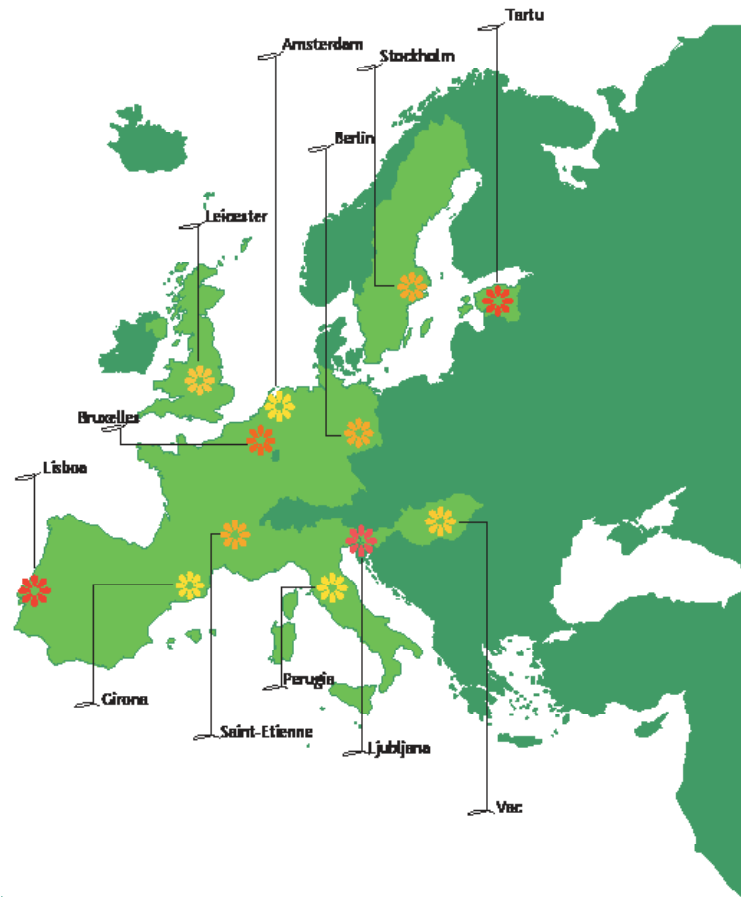 Tartu
Amsterdam
Stockholm
Berlin
Leicester
Bruxelles
Lisboa
Perugia
Girona
Saint-Etienne
Ljubljana
Vac